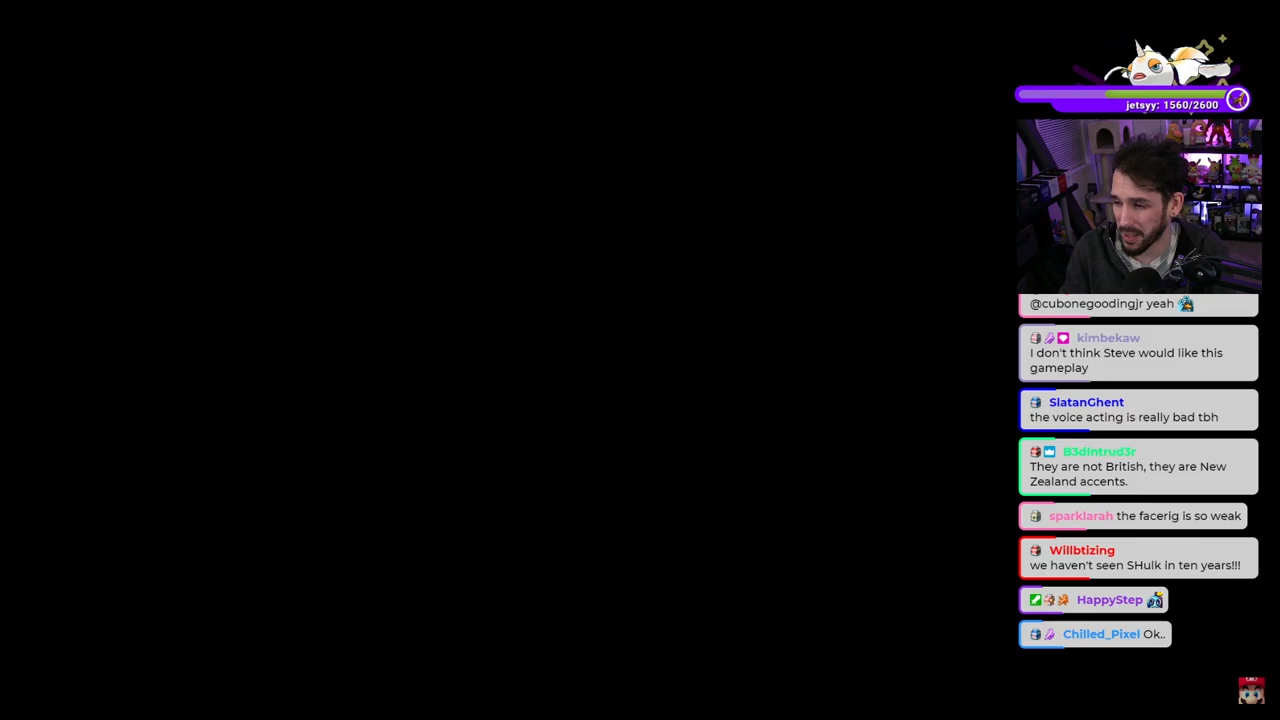 jetsyy: 1560/2600
@cubonegoodingjr yeah
kimbekaw
I don't think Steve would like this
gameplay
SlatanGhent
the voice acting is really bad tbh
B3dIntrud3r
They are not British, they are New
Zealand accents.
sparklarah the facerig is so weak
Willbtizing
we haven't seen SHulk in ten years!!!
HappyStep
Chilled_Pixel Ok..